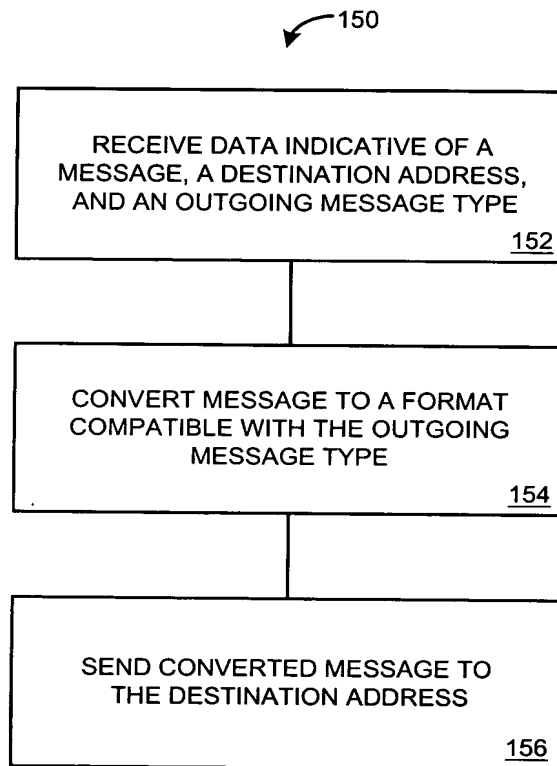 150
RECEIVE DATA INDICATIVE OF A
MESSAGE, A DESTINATION ADDRESS,
AND AN OUTGOING MESSAGE TYPE
152
CONVERT MESSAGE TO A FORMAT
COMPATIBLE WITH THE OUTGOING
MESSAGE TYPE
154
SEND CONVERTED MESSAGE TO
THE DESTINATION ADDRESS
156